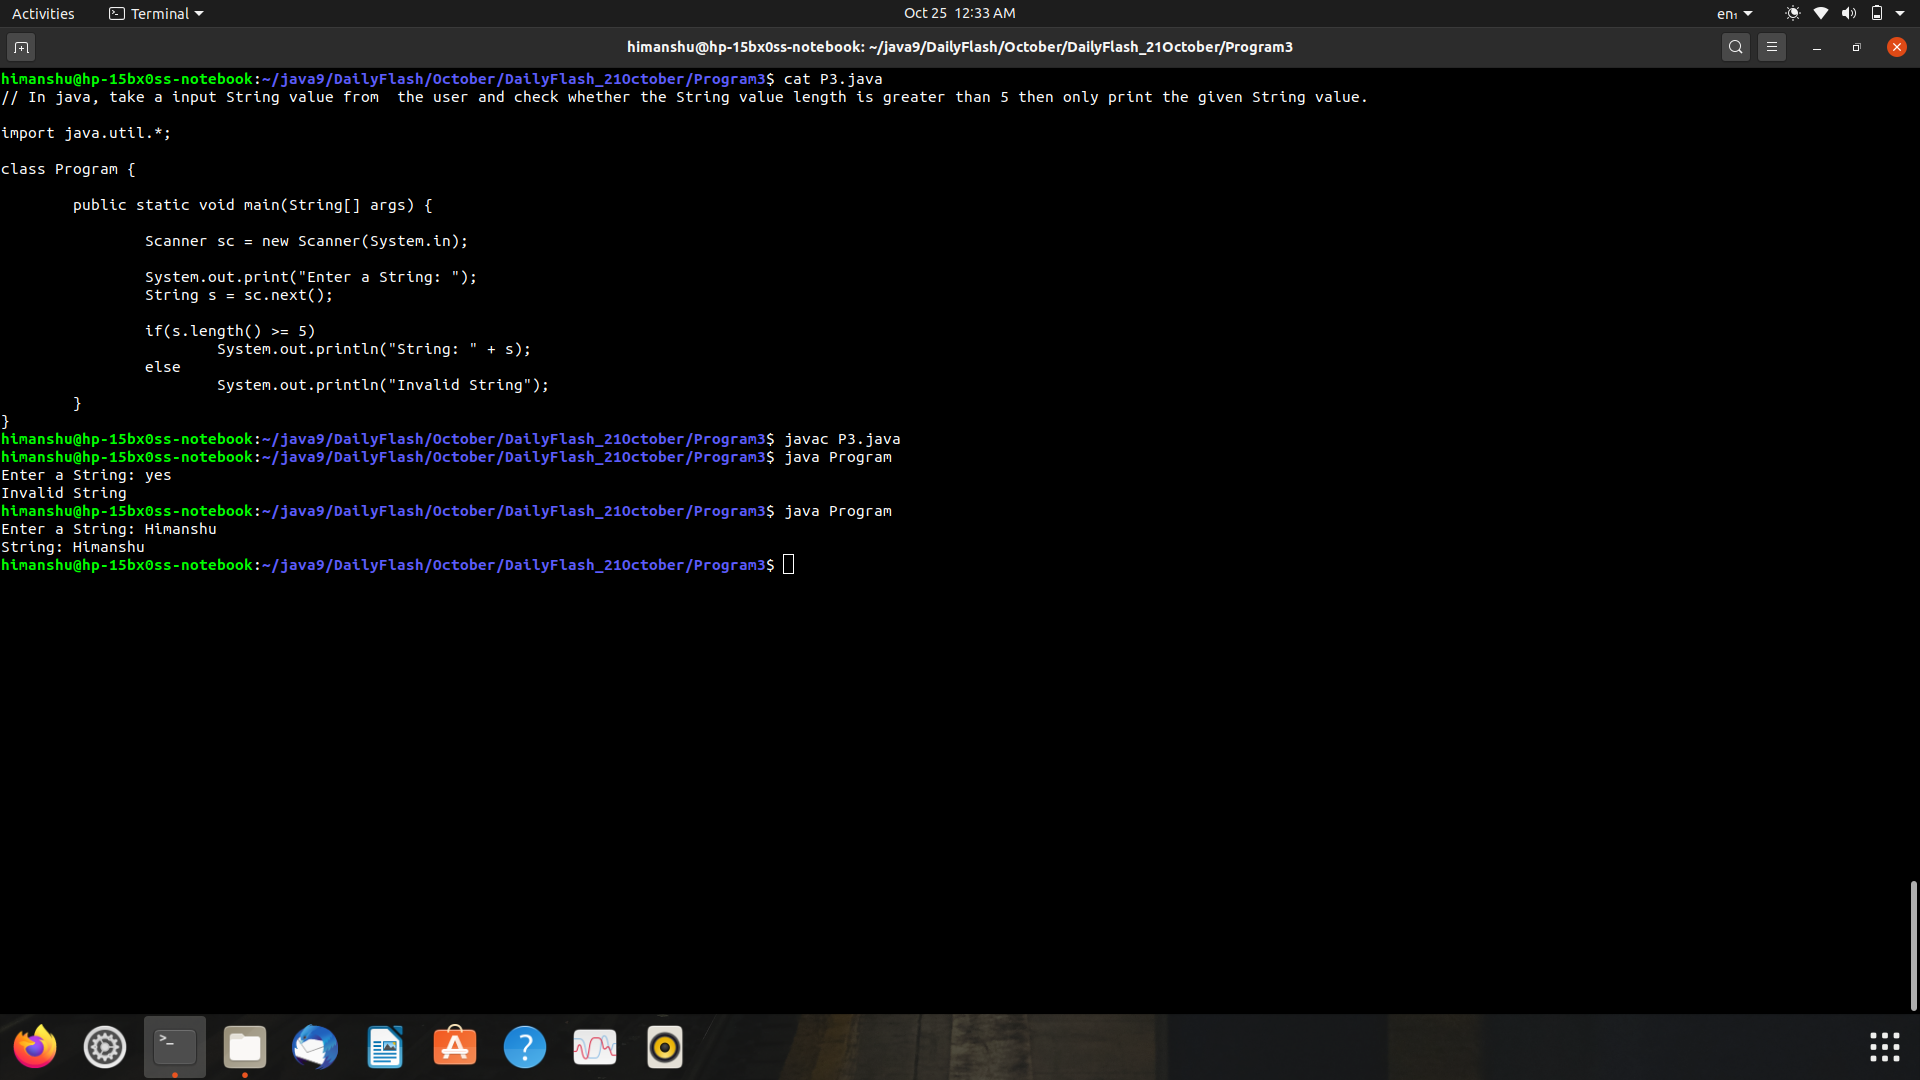 Activities Terminal Oct 25 12:33 AM en₁
himanshu@hp-15bx0ss-notebook: ~/java9/DailyFlash/October/DailyFlash_21October/Program3
himanshu@hp-15bx0ss-notebook:~/java9/DailyFlash/October/DailyFlash_21October/Program3$ cat P3.java
// In java, take a input String value from  the user and check whether the String value length is greater than 5 then only print the given String value.

import java.util.*;

class Program {

        public static void main(String[] args) {

                Scanner sc = new Scanner(System.in);

                System.out.print("Enter a String: ");
                String s = sc.next();

                if(s.length() >= 5)
                        System.out.println("String: " + s);
                else
                        System.out.println("Invalid String");
        }
}
himanshu@hp-15bx0ss-notebook:~/java9/DailyFlash/October/DailyFlash_21October/Program3$ javac P3.java
himanshu@hp-15bx0ss-notebook:~/java9/DailyFlash/October/DailyFlash_21October/Program3$ java Program
Enter a String: yes
Invalid String
himanshu@hp-15bx0ss-notebook:~/java9/DailyFlash/October/DailyFlash_21October/Program3$ java Program
Enter a String: Himanshu
String: Himanshu
himanshu@hp-15bx0ss-notebook:~/java9/DailyFlash/October/DailyFlash_21October/Program3$